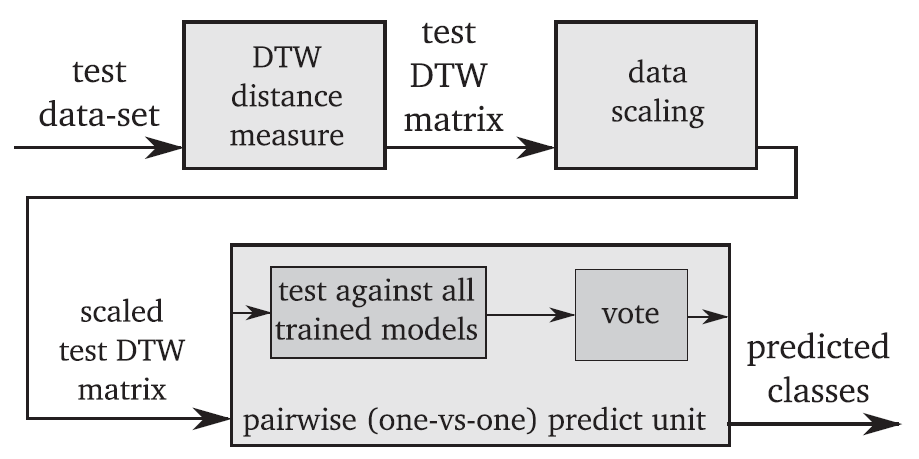 test
data-set
DTW
distance
measure
test
DTW
matrix
data
scaling
scaled
test DTW
matrix
test against all
trained models
vote
pairwise (one-vs-one) predict unit
predicted
classes